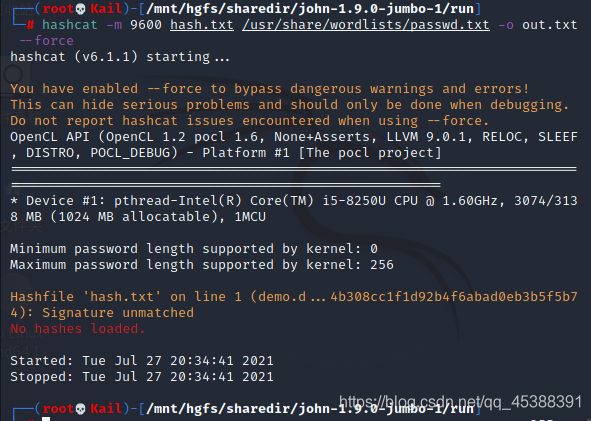 ┌──(root💀Kail)-[/mnt/hgfs/sharedir/john-1.9.0-jumbo-1/run]
└─# hashcat -m 9600 hash.txt /usr/share/wordlists/passwd.txt -o out.txt
--force
hashcat (v6.1.1) starting...
You have enabled --force to bypass dangerous warnings and errors!
This can hide serious problems and should only be done when debugging.
Do not report hashcat issues encountered when using --force.
OpenCL API (OpenCL 1.2 pocl 1.6, None+Asserts, LLVM 9.0.1, RELOC, SLEEF
, DISTRO, POCL_DEBUG) - Platform #1 [The pocl project]
=======================================================================
======================================================
* Device #1: pthread-Intel(R) Core(TM) i5-8250U CPU @ 1.60GHz, 3074/313
8 MB (1024 MB allocatable), 1MCU
Minimum password length supported by kernel: 0
Maximum password length supported by kernel: 256
Hashfile 'hash.txt' on line 1 (demo.d...4b308cc1f1d92b4f6abad0eb3b5f5b7
4): Signature unmatched
No hashes loaded.
Started: Tue Jul 27 20:34:41 2021
Stopped: Tue Jul 27 20:34:41 2021
https://blog.csdn.net/qq_45388391
┌──(root💀Kail)-[/mnt/hgfs/sharedir/john-1.9.0-jumbo-1/run]
└─#